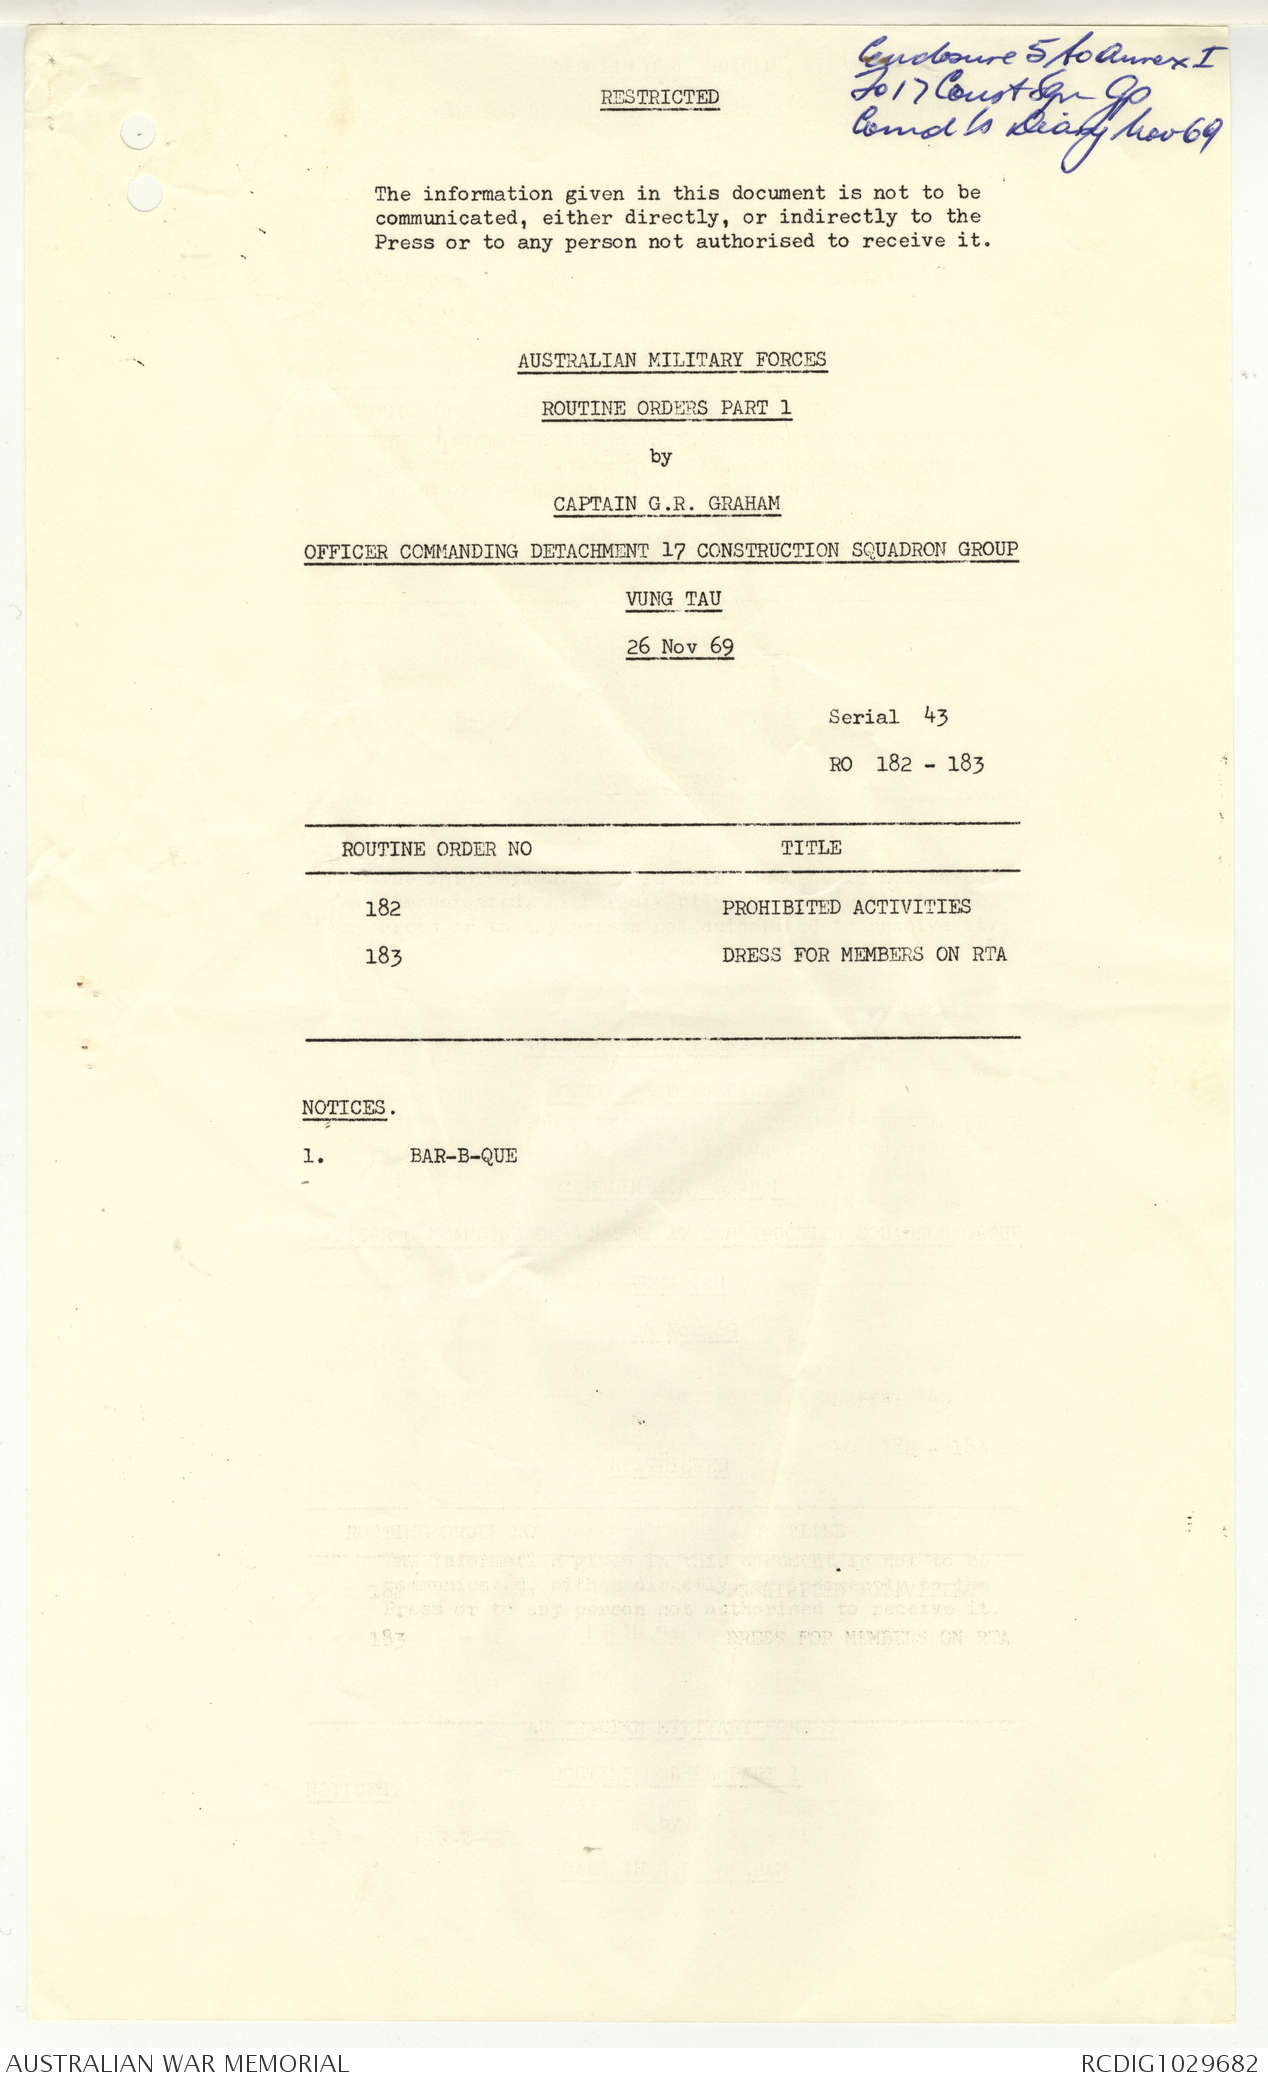 Enclosure 5 to Annex I
To 17 Const Sqn Gp
Comd's Diary Nov 69
RESTRICTED
The information given in this document is not to be
communicated, either directly, or indirectly to the
Press or to any person not authorised to receive it.
AUSTRALIAN MILITARY FORCES
ROUTINE ORDERS PART 1
by
CAPTAIN G.R. GRAHAM
OFFICER COMMANDING DETACHMENT 17 CONSTRUCTION SQUADRON GROUP
VUNG TAU
26 Nov 69
Serial 43
RO 182 - 183
ROUTINE ORDER NO TITLE
182 PROHIBITED ACTIVITIES
183 DRESS FOR MEMBERS ON RTA
NOTICES.
1. BAR-B-QUE
AUSTRALIAN WAR MEMORIAL RCDIG1029682